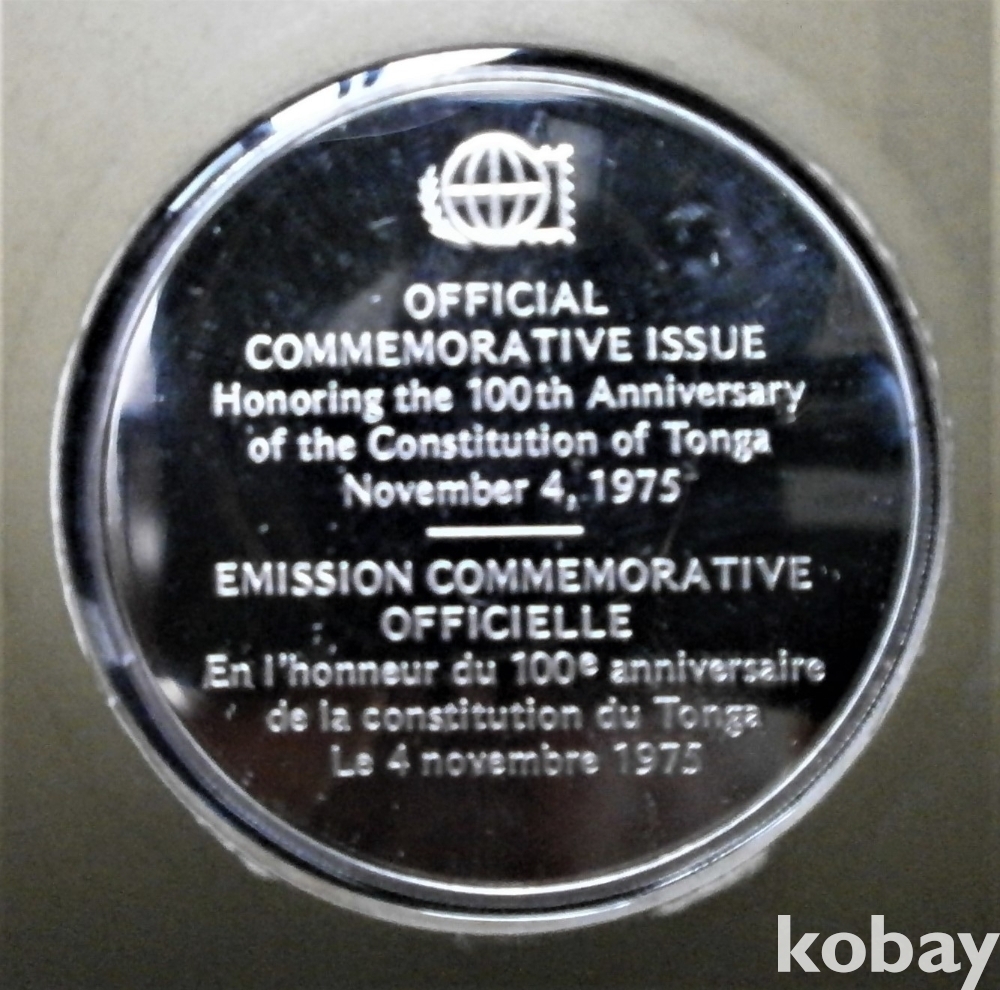 OFFICIAL
COMMEMORATIVE ISSUE
Honoring the 100th Anniversary
of the Constitution of Tonga
November 4, 1975
EMISSION COMMEMORATIVE
OFFICIELLE
En l'honneur du 100e anniversaire
de la constitution du Tonga
Le 4 novembre 1975
kobay